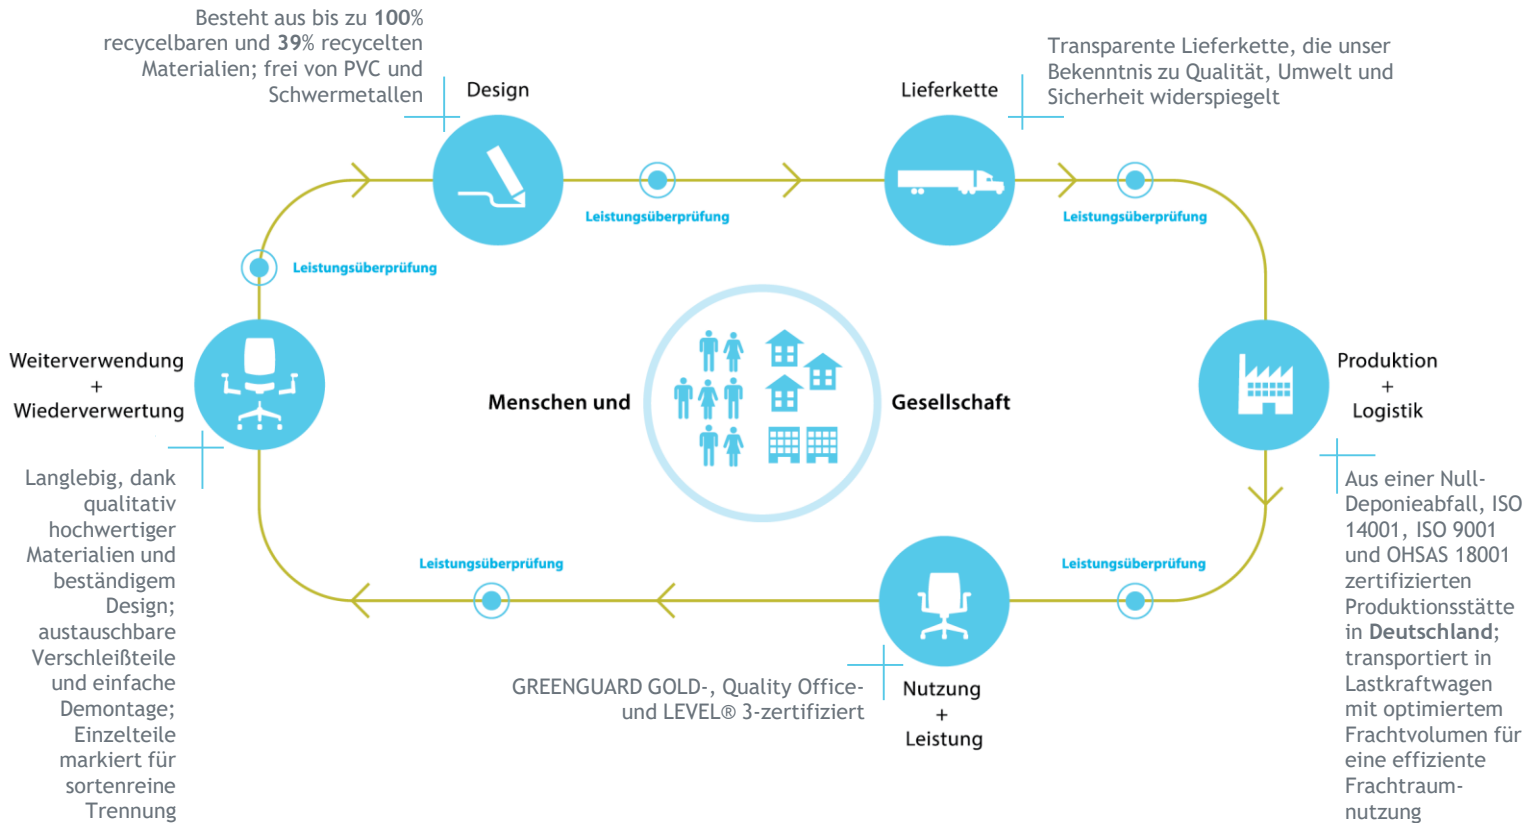 Besteht aus bis zu 100%
recycelbaren und 39% recycelten
Materialien; frei von PVC und
Schwermetallen
Design
Lieferkette
Transparente Lieferkette, die unser
Bekenntnis zu Qualität, Umwelt und
Sicherheit widerspiegelt
Leistungsüberprüfung
Leistungsüberprüfung
Leistungsüberprüfung
Weiterverwendung
+
Wiederverwertung
Menschen und
Gesellschaft
Produktion
+
Logistik
Langlebig, dank
qualitativ
hochwertiger
Materialien und
beständigem
Design;
austauschbare
Verschleißteile
und einfache
Demontage;
Einzelteile
markiert für
sortenreine
Trennung
Leistungsüberprüfung
Leistungsüberprüfung
GREENGUARD GOLD-, Quality Office-
und LEVEL® 3-zertifiziert
Nutzung
+
Leistung
Aus einer Null-
Deponieabfall, ISO
14001, ISO 9001
und OHSAS 18001
zertifizierten
Produktionsstätte
in Deutschland;
transportiert in
Lastkraftwagen
mit optimiertem
Frachtvolumen für
eine effiziente
Frachtraum-
nutzung